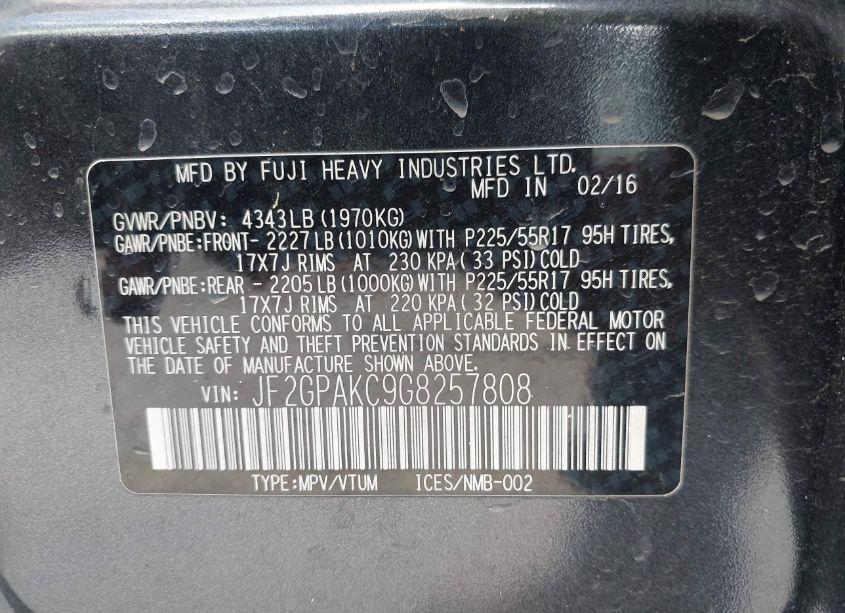 MFD BY FUJI HEAVY INDUSTRIES LTD.
MFD IN 02/16
GVWR/PNBV: 4343LB (1970KG)
GAWR/PNBE:FRONT- 2227LB (1010KG) WITH P225/55R17 95H TIRES,
17X7J RIMS AT 230 KPA( 33 PSI) COLD
GAWR/PNBE:REAR - 2205LB (1000KG) WITH P225/55R17 95H TIRES,
17X7J RIMS AT 220 KPA( 32 PSI) COLD
THIS VEHICLE CONFORMS TO ALL APPLICABLE FEDERAL MOTOR
VEHICLE SAFETY AND THEFT PREVENTION STANDARDS IN EFFECT ON
THE DATE OF MANUFACTURE SHOWN ABOVE.
VIN: JF2GPAKC9G8257808
TYPE:MPV/VTUM ICES/NMB-002